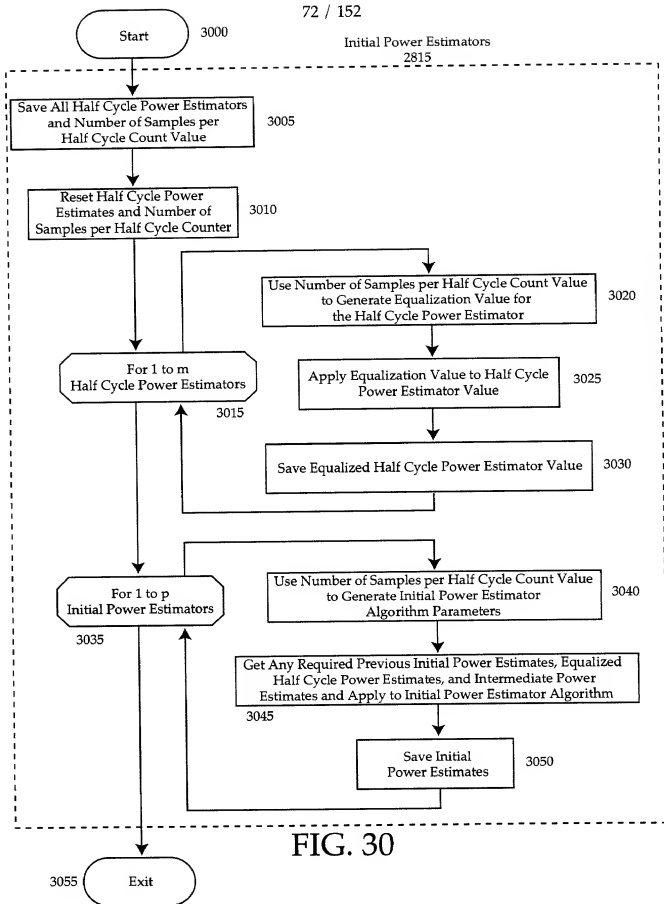 72 / 152
Start
3000
Initial Power Estimators
2815
Save All Half Cycle Power Estimators
and Number of Samples per
Half Cycle Count Value
3005
Reset Half Cycle Power
Estimates and Number of
Samples per Half Cycle Counter
3010
Use Number of Samples per Half Cycle Count Value
to Generate Equalization Value for
the Half Cycle Power Estimator
3020
For 1 to m
Half Cycle Power Estimators
3015
Apply Equalization Value to Half Cycle
Power Estimator Value
3025
Save Equalized Half Cycle Power Estimator Value
3030
For 1 to p
Initial Power Estimators
3035
Use Number of Samples per Half Cycle Count Value
to Generate Initial Power Estimator
Algorithm Parameters
3040
Get Any Required Previous Initial Power Estimates, Equalized
Half Cycle Power Estimates, and Intermediate Power
Estimates and Apply to Initial Power Estimator Algorithm
3045
Save Initial
Power Estimates
3050
FIG. 30
3055
Exit